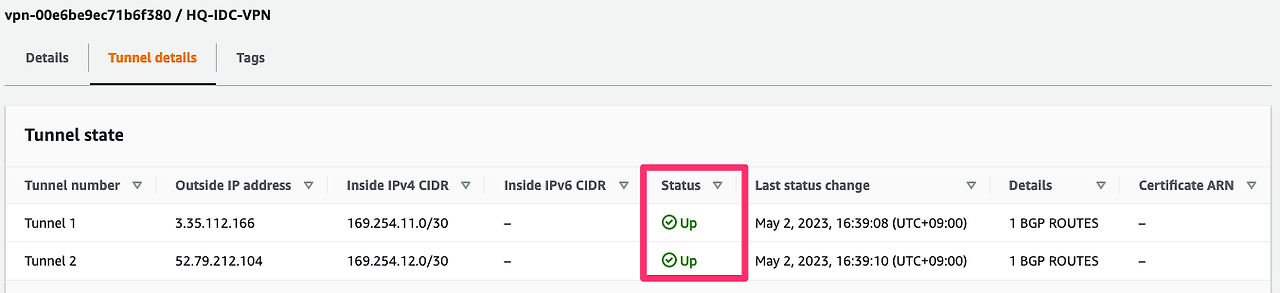 vpn-00e6be9ec71b6f380 / HQ-IDC-VPN
Details Tunnel details Tags
Tunnel state
Tunnel number Outside IP address Inside IPv4 CIDR Inside IPv6 CIDR Status Last status change Details Certificate ARN
Tunnel 1 3.35.112.166 169.254.11.0/30 – Up May 2, 2023, 16:39:08 (UTC+09:00) 1 BGP ROUTES –
Tunnel 2 52.79.212.104 169.254.12.0/30 – Up May 2, 2023, 16:39:10 (UTC+09:00) 1 BGP ROUTES –